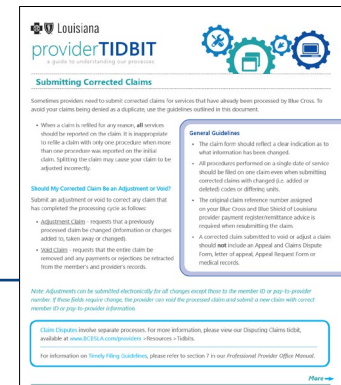 Louisiana
providerTIDBIT
a guide to understanding our processes
Submitting Corrected Claims
Sometimes providers need to submit corrected claims for services that have already been processed by Blue Cross. To
avoid your claims being denied as a duplicate, use the guidelines outlined in this document.
• When a claim is refiled for any reason, all services
should be reported on the claim. It is inappropriate
to refile a claim with only one procedure when more
than one procedure was reported on the initial
claim. Splitting the claim may cause your claim to be
adjusted incorrectly.
Should My Corrected Claim Be an Adjustment or Void?
Submit an adjustment or void to correct any claim that
has completed the processing cycle as follows:
• Adjustment Claim - requests that a previously
processed claim be changed (information or charges
added to, taken away or changed).
• Void Claim - requests that the entire claim be
removed and any payments or rejections be retracted
from the member's and provider's records.
General Guidelines
• The claim form should reflect a clear indication as to
what information has been changed.
• All procedures performed on a single date of service
should be filed on one claim even when submitting
corrected claims with changed (i.e. added or
deleted) codes or differing units.
• The original claim reference number assigned
on your Blue Cross and Blue Shield of Louisiana
provider payment register/remittance advice is
required when resubmitting the claim.
• A corrected claim submitted to void or adjust a claim
should not include an Appeal and Claims Dispute
Form, letter of appeal, Appeal Request Form or
medical records.
Note: Adjustments can be submitted electronically for all changes except those to the member ID or pay-to-provider
number. If those fields require change, the provider can void the processed claim and submit a new claim with correct
member ID or pay-to provider information.
Claim Disputes involve separate processes. For more information, please view our Disputing Claims tidbit,
available at www.BCBSLA.com/providers >Resources >Tidbits.
For information on Timely Filing Guidelines, please refer to section 7 in our Professional Provider Office Manual.
More